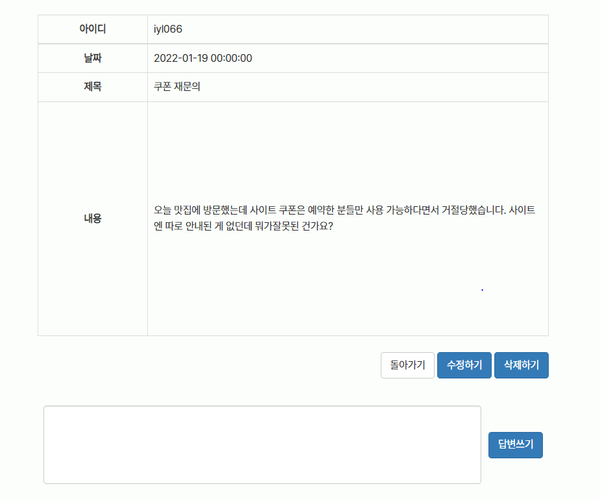 아이디 iyl066
날짜 2022-01-19 00:00:00
제목 쿠폰 재문의
오늘 맛집에 방문했는데 사이트 쿠폰은 예약한 분들만 사용 가능하다면서 거절당했습니다. 사이트
내용
엔 따로 안내된 게 없던데 뭐가잘못된 건가요?
돌아가기 수정하기 삭제하기
답변쓰기